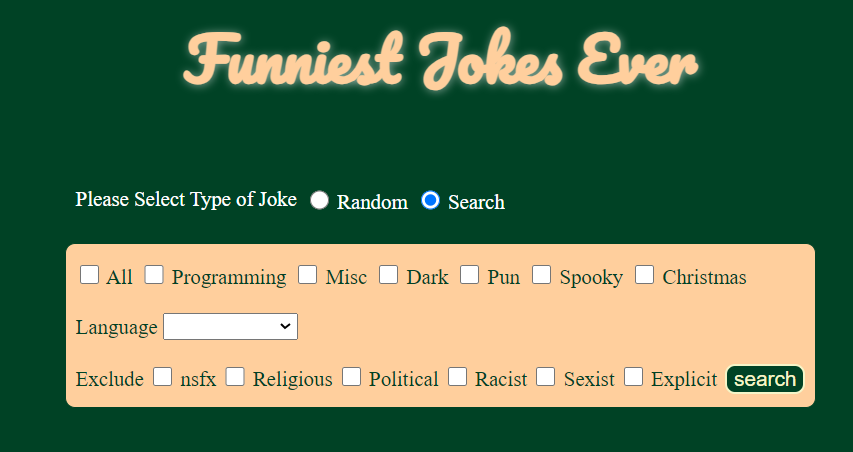 Funniest Jokes Ever
Please Select Type of Joke Random Search
All Programming Misc Dark Pun Spooky Christmas
Language
Exclude nsfx Religious Political Racist Sexist Explicit search